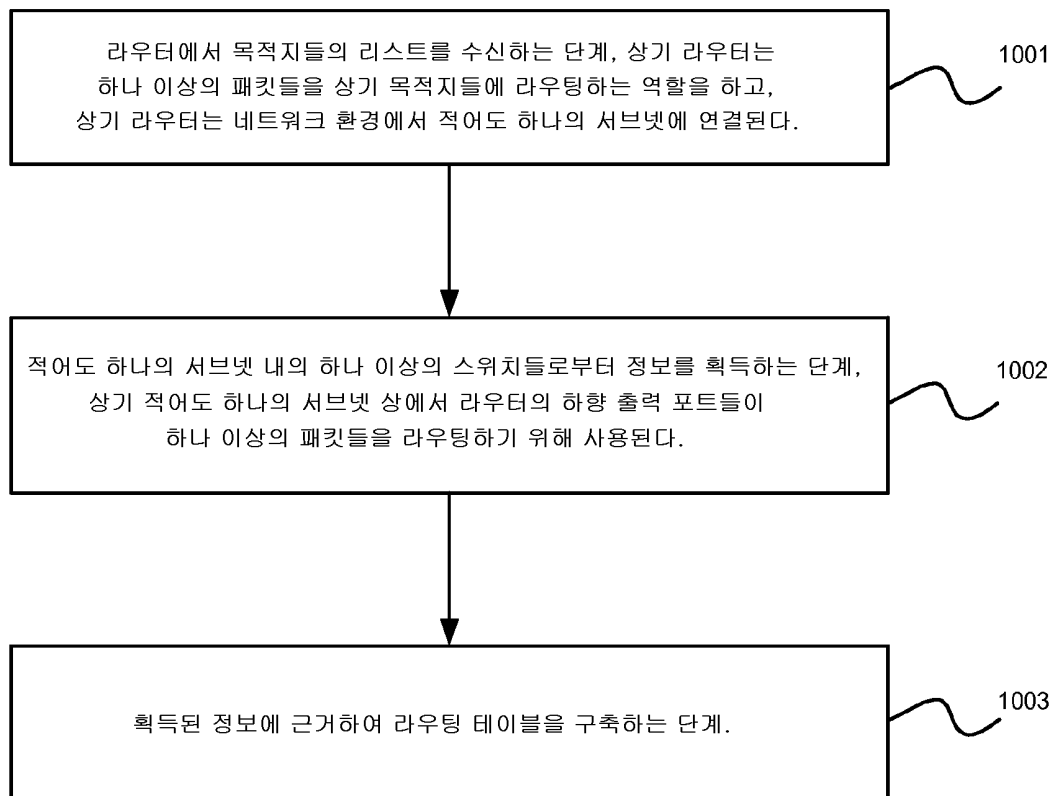 라우터에서 목적지들의 리스트를 수신하는 단계, 상기 라우터는
하나 이상의 패킷들을 상기 목적지들에 라우팅하는 역할을 하고,
상기 라우터는 네트워크 환경에서 적어도 하나의 서브넷에 연결된다.
1001
적어도 하나의 서브넷 내의 하나 이상의 스위치들로부터 정보를 획득하는 단계,
상기 적어도 하나의 서브넷 상에서 라우터의 하향 출력 포트들이
하나 이상의 패킷들을 라우팅하기 위해 사용된다.
1002
획득된 정보에 근거하여 라우팅 테이블을 구축하는 단계.
1003